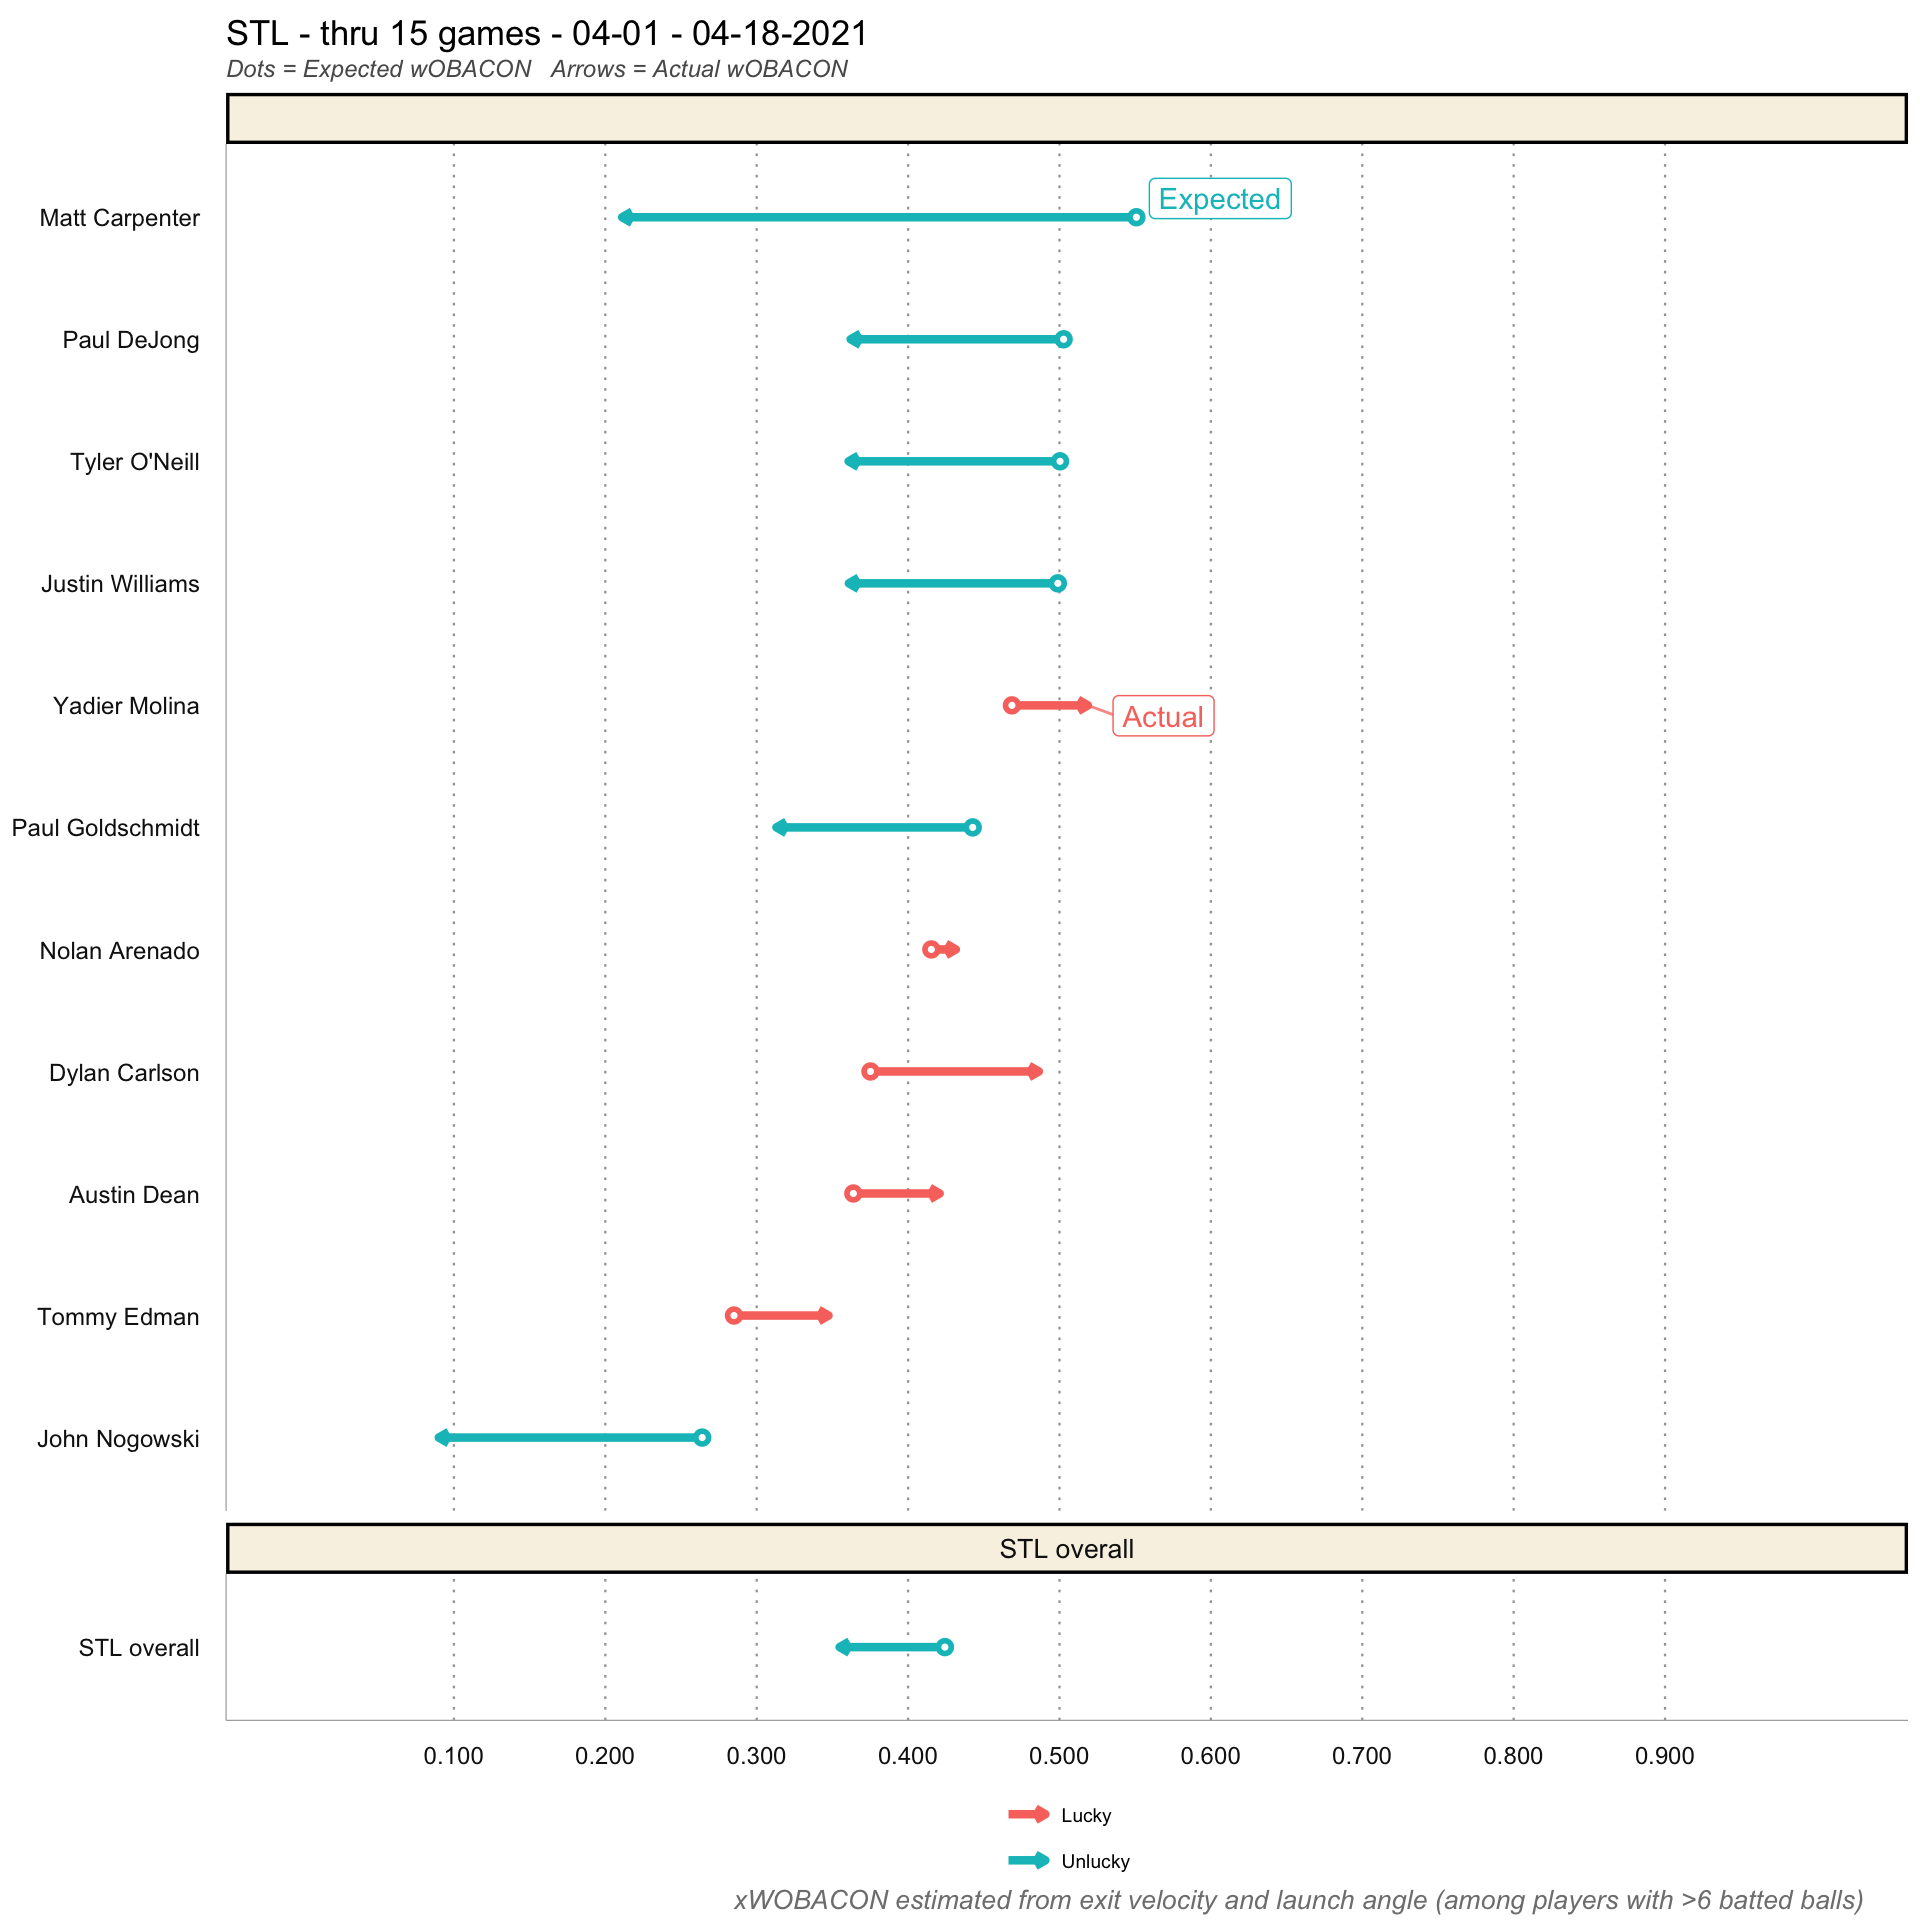 STL - thru 15 games - 04-01 - 04-18-2021
Dots = Expected wOBACON   Arrows = Actual wOBACON
Matt Carpenter
Expected
Paul DeJong
Tyler O'Neill
Justin Williams
Yadier Molina
Actual
Paul Goldschmidt
Nolan Arenado
Dylan Carlson
Austin Dean
Tommy Edman
John Nogowski
STL overall
STL overall
0.100 0.200 0.300 0.400 0.500 0.600 0.700 0.800 0.900
Lucky
Unlucky
xWOBACON estimated from exit velocity and launch angle (among players with >6 batted balls)